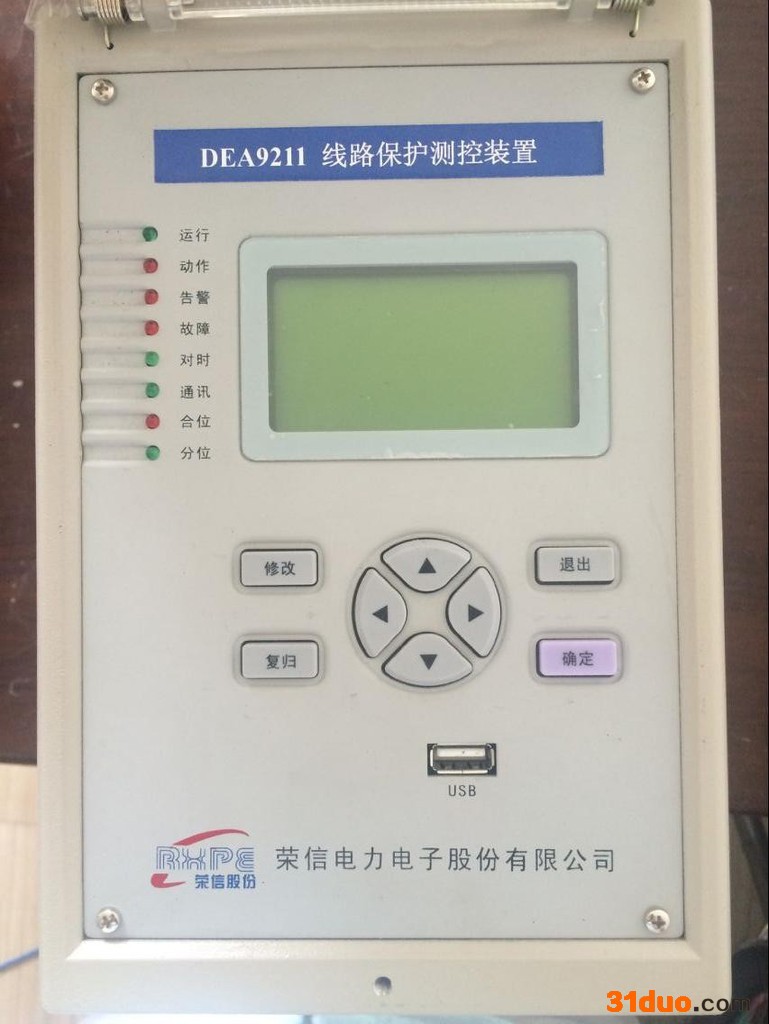 DEA9211 线路保护测控装置
运行
动作
告警
故障
对时
通讯
合位
分位
修改
退出
复归
确定
USB
RXPE
荣信股份
荣信电力电子股份有限公司
31duo.com